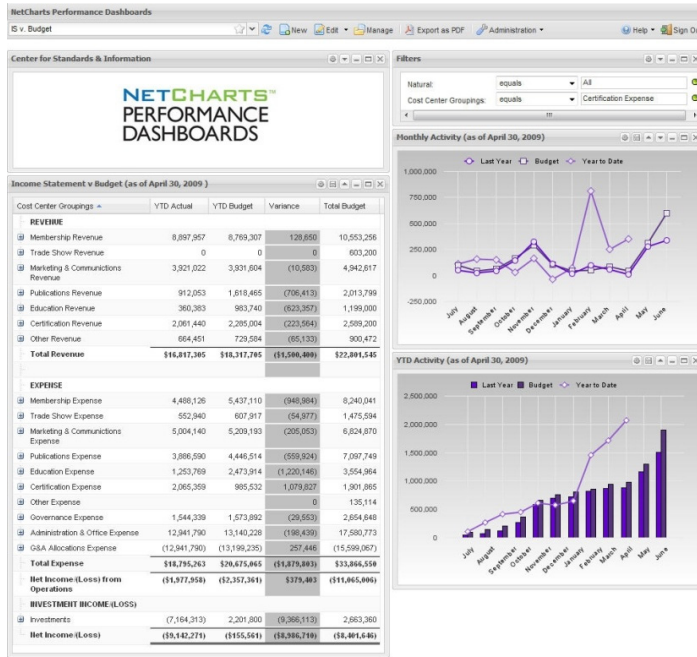 NetCharts Performance Dashboards
IS v. Budget
New Edit Manage Export as PDF Administration Help Sign Ou
Center for Standards & Information
NETCHARTS™
PERFORMANCE
DASHBOARDS
Filters
Natural: equals All
Cost Center Groupings: equals Certification Expense
Income Statement v Budget (as of April 30, 2009 )
Cost Center Groupings YTD Actual YTD Budget Variance Total Budget
REVENUE
Membership Revenue 8,897,957 8,769,307 128,650 10,553,256
Trade Show Revenue 0 0 0 603,200
Marketing & Communications 3,921,022 3,931,604 (10,583) 4,942,617
Revenue
Publications Revenue 912,053 1,618,465 (706,413) 2,013,799
Education Revenue 360,383 983,740 (623,357) 1,199,000
Certification Revenue 2,061,440 2,285,004 (223,564) 2,589,200
Other Revenue 664,451 729,584 (65,133) 900,472
Total Revenue $16,817,305 $18,317,705 ($1,500,400) $22,801,545
EXPENSE
Membership Expense 4,488,126 5,437,110 (948,984) 8,240,041
Trade Show Expense 552,940 607,917 (54,977) 1,475,594
Marketing & Communications 5,004,140 5,209,193 (205,053) 6,824,870
Expense
Publications Expense 3,886,590 4,446,514 (559,924) 7,097,749
Education Expense 1,253,769 2,473,914 (1,220,146) 3,554,964
Certification Expense 2,065,359 985,532 1,079,827 1,901,865
Other Expense 0 135,114
Governance Expense 1,544,339 1,573,892 (29,553) 2,654,648
Administration & Office Expense 12,941,790 13,140,228 (198,439) 17,580,773
G&A Allocations Expense (12,941,790) (13,199,235) 257,446 (15,599,067)
Total Expense $18,795,263 $20,675,065 ($1,879,803) $33,866,550
Net Income/(Loss) from ($1,977,958) ($2,357,361) $379,403 ($11,065,006)
Operations
INVESTMENT INCOME/(LOSS)
Investments (7,164,313) 2,201,800 (9,366,113) 2,663,360
Net Income/(Loss) ($9,142,271) ($155,561) ($8,986,710) ($8,401,646)
Monthly Activity (as of April 30, 2009)
Last Year Budget Year to Date
1,000,000
750,000
500,000
250,000
0
-250,000
July August September October November December January February March April May June
YTD Activity (as of April 30, 2009)
Last Year Budget Year to Date
2,500,000
2,000,000
1,500,000
1,000,000
500,000
0
July August September October November December January February March April May June